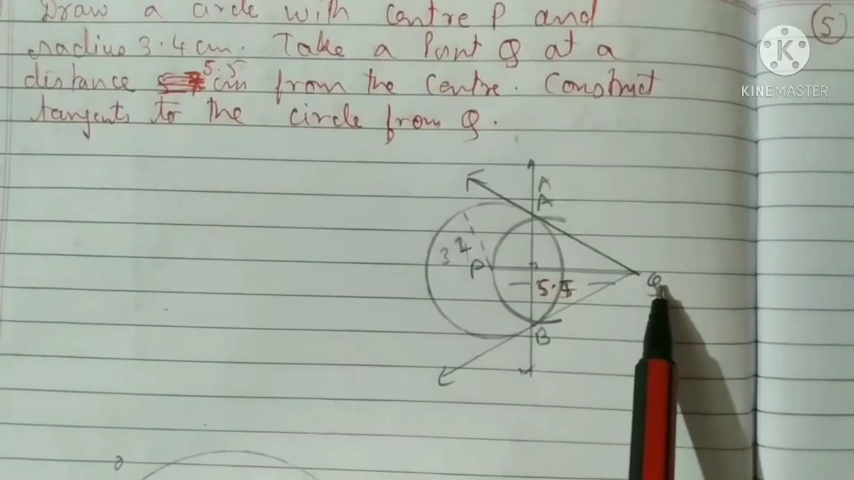 Draw a circle with centre P and
radius 3.4 cm. Take a Point Q at a
distance 5.5 cm from the centre. Construct
tangents to the circle from Q.
5
KINEMASTER
A
3.4
P
5.5
Q
B